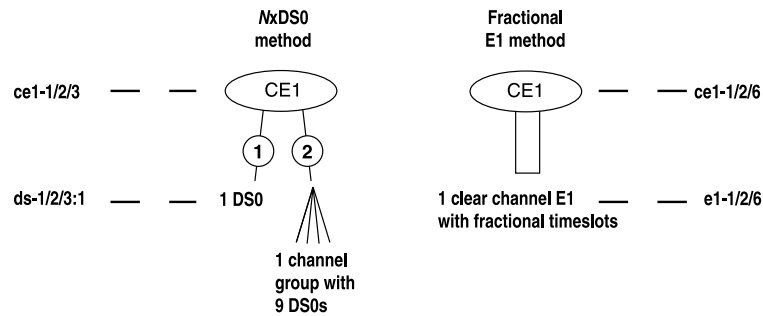 NxDS0
method
Fractional
E1 method
ce1-1/2/3
CE1
CE1
ce1-1/2/6
1
2
ds-1/2/3:1
1 DS0
1 clear channel E1
with fractional timeslots
e1-1/2/6
1 channel
group with
9 DS0s